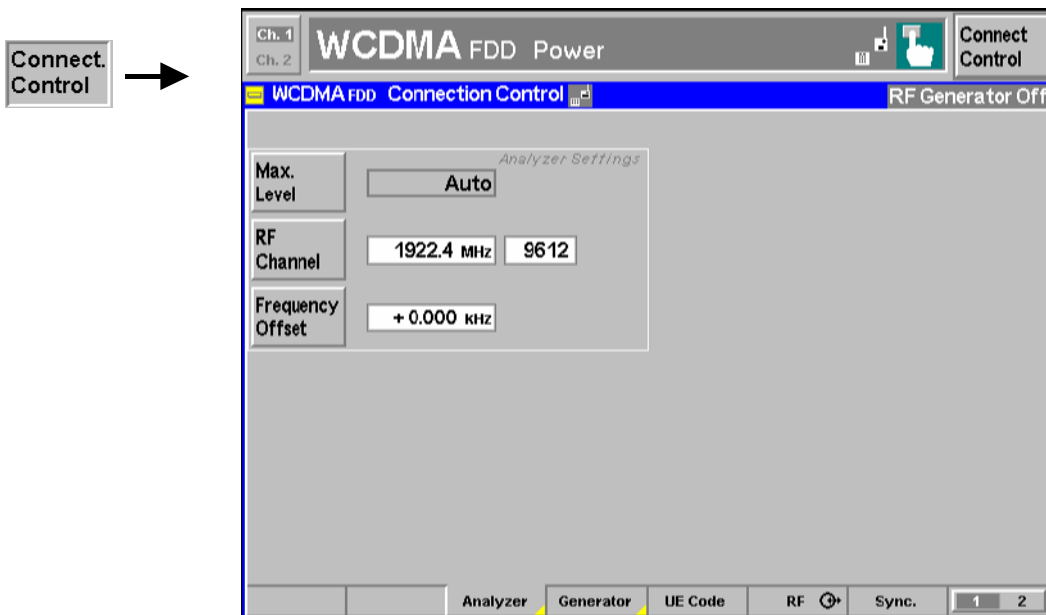 Connect.
Control
Ch. 1
Ch. 2
WCDMA FDD Power
Connect
Control
WCDMA FDD Connection Control
RF Generator Off
Analyzer Settings
Max.
Level
Auto
RF
Channel
1922.4 MHz
9612
Frequency
Offset
+ 0.000 KHz
Analyzer
Generator
UE Code
RF
Sync.
1 2